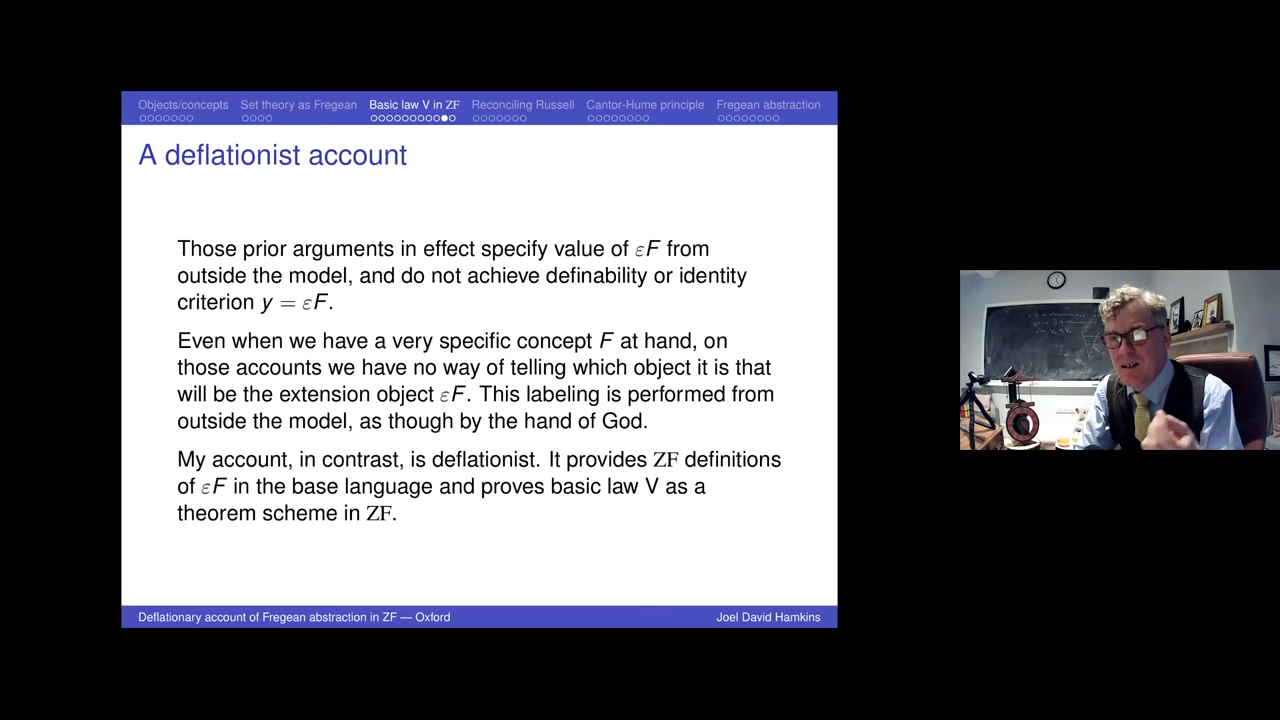 Objects/concepts Set theory as Fregean Basic law V in ZF Reconciling Russell Cantor-Hume principle Fregean abstraction
A deflationist account
Those prior arguments in effect specify value of εF from
outside the model, and do not achieve definability or identity
criterion y = εF.
Even when we have a very specific concept F at hand, on
those accounts we have no way of telling which object it is that
will be the extension object εF. This labeling is performed from
outside the model, as though by the hand of God.
My account, in contrast, is deflationist. It provides ZF definitions
of εF in the base language and proves basic law V as a
theorem scheme in ZF.
Deflationary account of Fregean abstraction in ZF — Oxford Joel David Hamkins